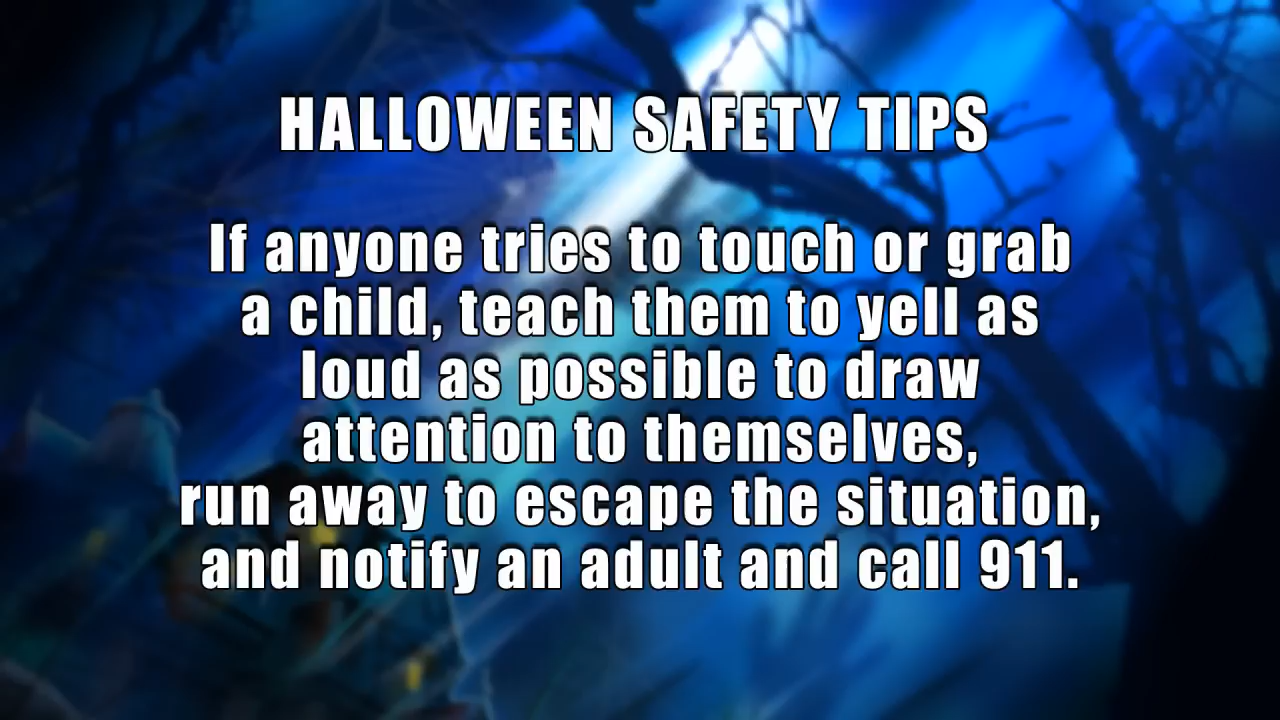 HALLOWEEN SAFETY TIPS
If anyone tries to touch or grab
a child, teach them to yell as
loud as possible to draw
attention to themselves,
run away to escape the situation,
and notify an adult and call 911.